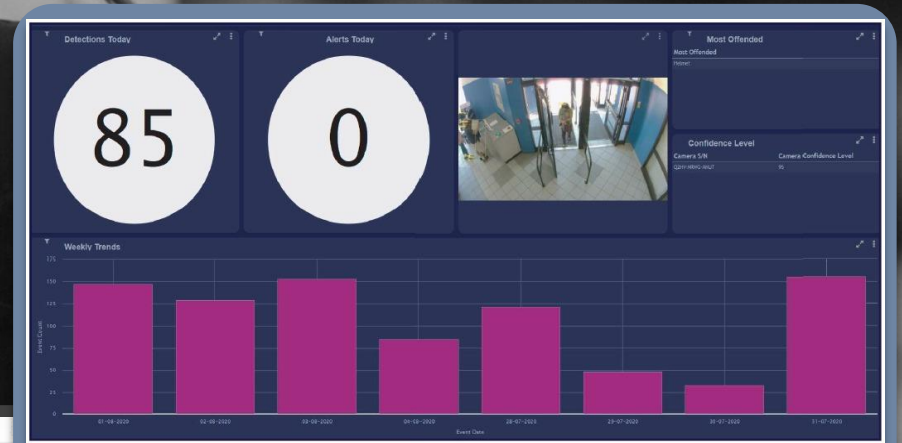 Detections Today
85
Alerts Today
0
Most Offended
Most Offended
Confidence Level
Camera S/N
Camera Confidence Level
Weekly Trends
175
150
125
100
75
50
25
0
Event Count
01-08-2020
02-08-2020
03-08-2020
04-08-2020
28-07-2020
29-07-2020
30-07-2020
31-07-2020
Event Date